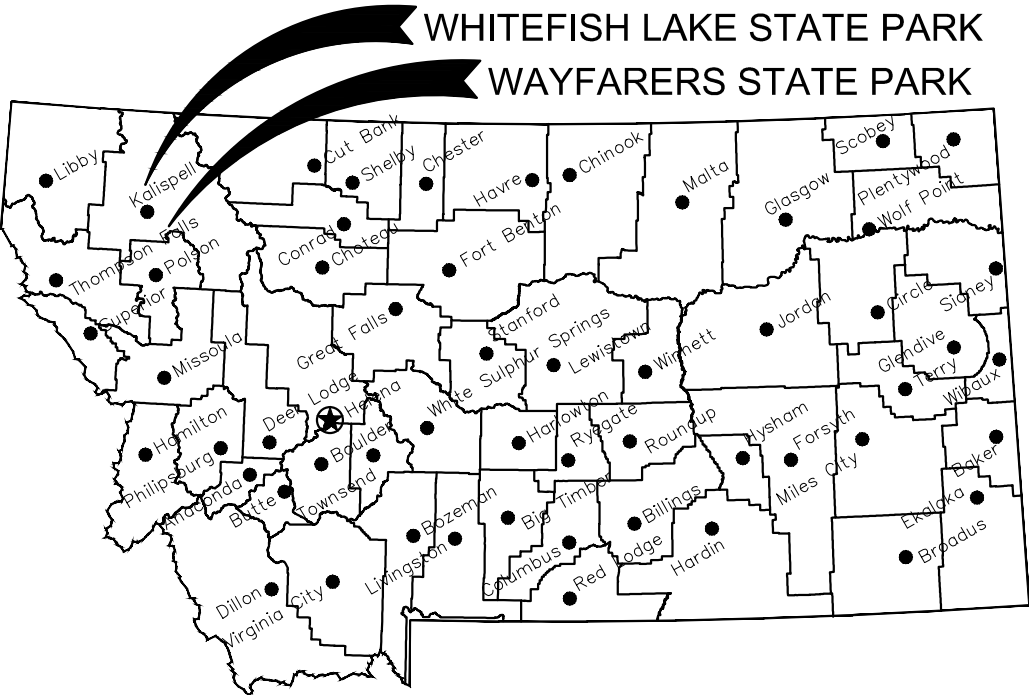 WHITEFISH LAKE STATE PARK
WAYFARERS STATE PARK
Libby
Kalispell
Cut Bank
Shelby
Chester
Havre
Chinook
Malta
Glasgow
Scobey
Plentywood
Wolf Point
Thompson Falls
Polson
Conrad
Choteau
Fort Benton
Superior
Missoula
Great Falls
Stanford
Lewistown
Winnett
Jordan
Circle
Sidney
Glendive
Terry
Wibaux
Hamilton
Philipsburg
Deer Lodge
Helena
White Sulphur Springs
Harlowton
Ryegate
Roundup
Hysham
Forsyth
Miles City
Baker
Anaconda
Butte
Boulder
Townsend
Bozeman
Livingston
Big Timber
Columbus
Billings
Red Lodge
Hardin
Ekalaka
Broadus
Dillon
Virginia City